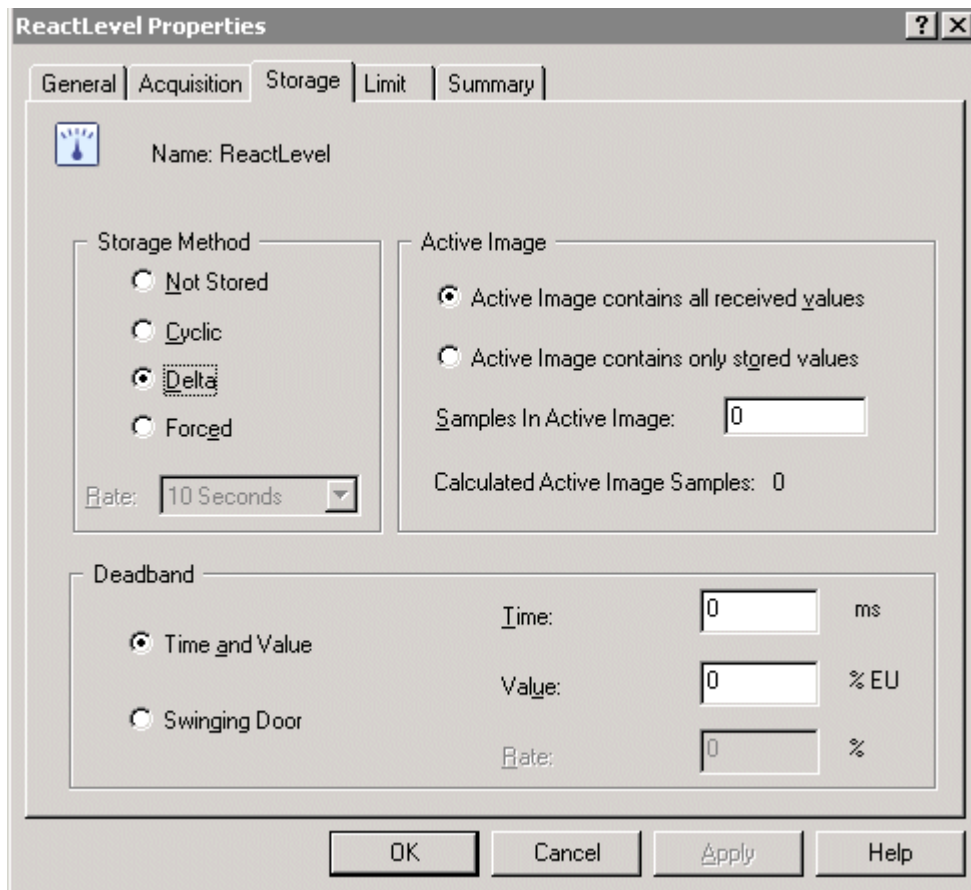 ReactLevel Properties
General Acquisition Storage Limit Summary
Name: ReactLevel
Storage Method
Not Stored
Cyclic
Delta
Forced
Rate: 10 Seconds
Active Image
Active Image contains all received values
Active Image contains only stored values
Samples In Active Image: 0
Calculated Active Image Samples: 0
Deadband
Time and Value
Swinging Door
Time: 0 ms
Value: 0 % EU
Rate: 0 %
OK Cancel Apply Help